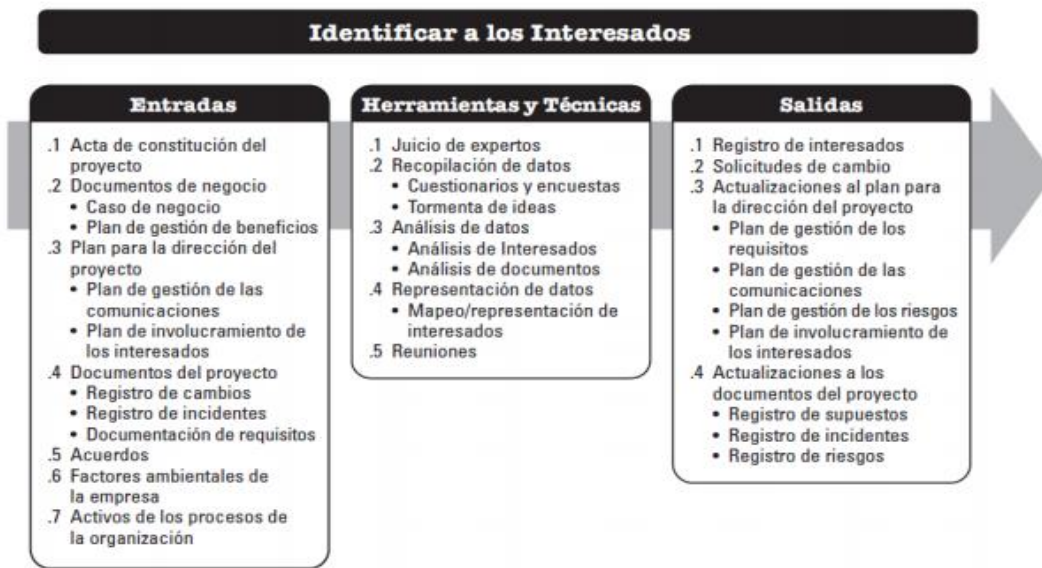 Identificar a los Interesados
Entradas
.1 Acta de constitución del
proyecto
.2 Documentos de negocio
• Caso de negocio
• Plan de gestión de beneficios
.3 Plan para la dirección del
proyecto
• Plan de gestión de las
comunicaciones
• Plan de involucramiento de
los interesados
.4 Documentos del proyecto
• Registro de cambios
• Registro de incidentes
• Documentación de requisitos
.5 Acuerdos
.6 Factores ambientales de
la empresa
.7 Activos de los procesos de
la organización
Herramientas y Técnicas
.1 Juicio de expertos
.2 Recopilación de datos
• Cuestionarios y encuestas
• Tormenta de ideas
.3 Análisis de datos
• Análisis de Interesados
• Análisis de documentos
.4 Representación de datos
• Mapeo/representación de
interesados
.5 Reuniones
Salidas
.1 Registro de interesados
.2 Solicitudes de cambio
.3 Actualizaciones al plan para
la dirección del proyecto
• Plan de gestión de los
requisitos
• Plan de gestión de las
comunicaciones
• Plan de gestión de los riesgos
• Plan de involucramiento de
los interesados
.4 Actualizaciones a los
documentos del proyecto
• Registro de supuestos
• Registro de incidentes
• Registro de riesgos